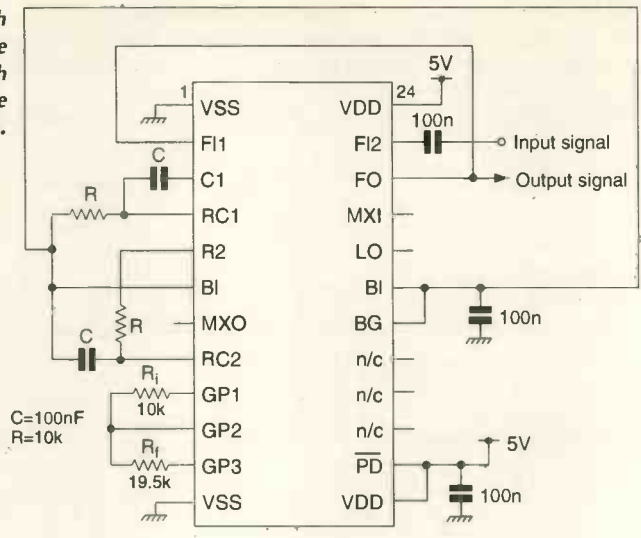 h
e
h
e
.
1
24
5V
VSS
VDD
100n
FI1
FI2
Input signal
C
C1
FO
Output signal
R
RC1
MXI
R2
LO
BI
BI
R
MXO
BG
100n
C
RC2
n/c
Ri
10k
GP1
n/c
C=100nF
R=10k
GP2
n/c
Rf
19.5k
GP3
PD
5V
VSS
VDD
100n